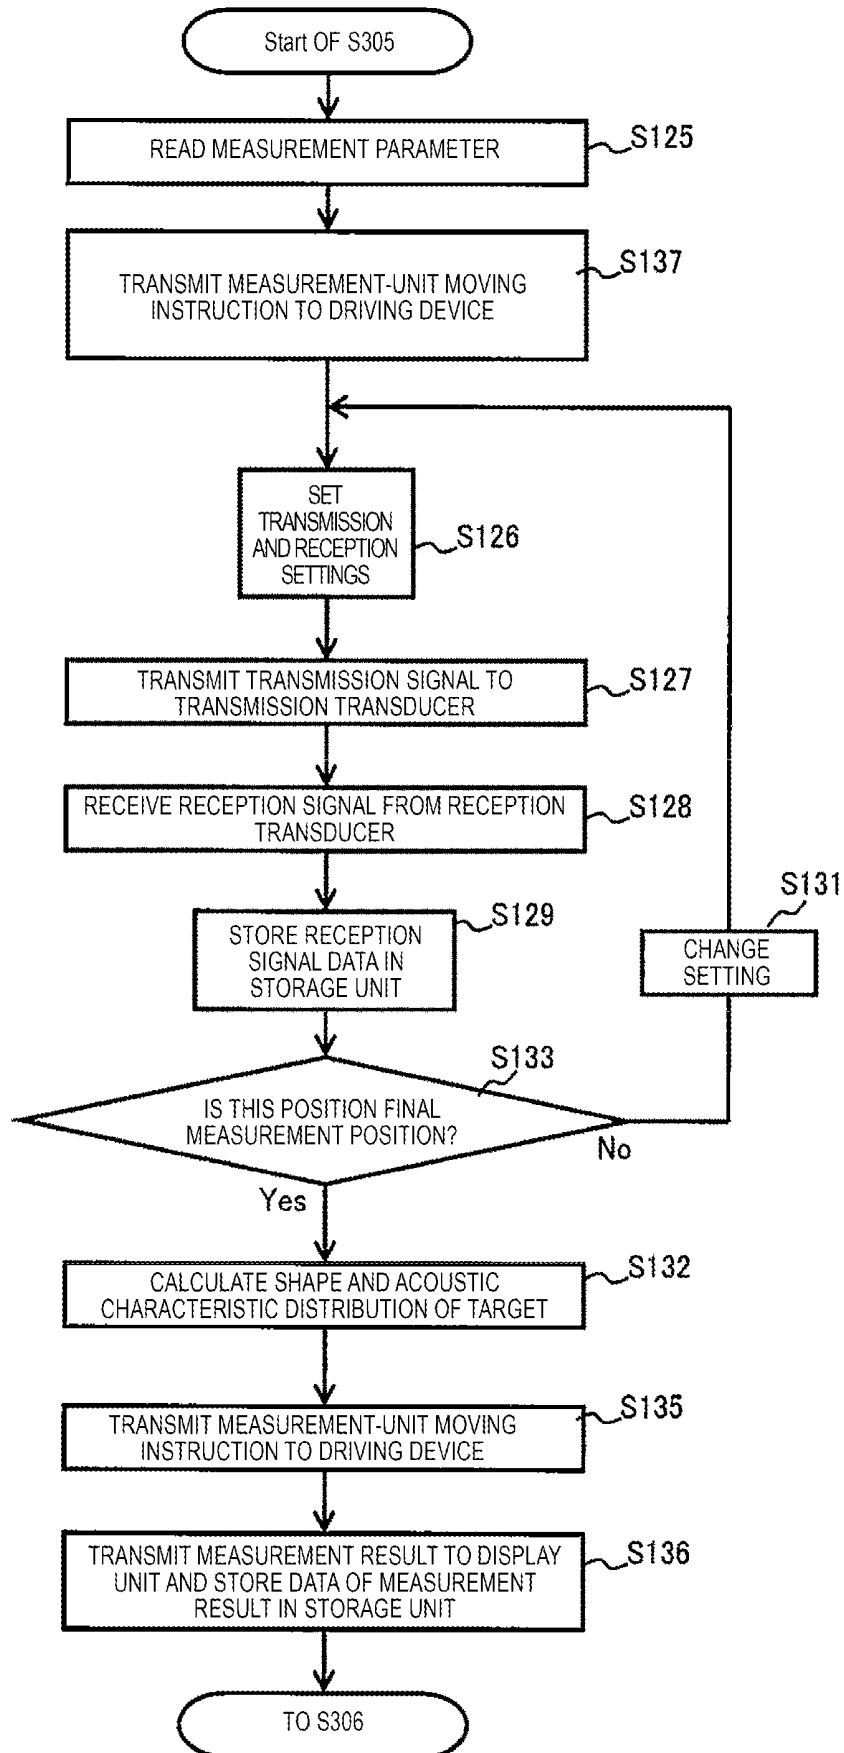 Start OF S305
READ MEASUREMENT PARAMETER
S125
TRANSMIT MEASUREMENT-UNIT MOVING
INSTRUCTION TO DRIVING DEVICE
S137
SET
TRANSMISSION
AND RECEPTION
SETTINGS
S126
TRANSMIT TRANSMISSION SIGNAL TO
TRANSMISSION TRANSDUCER
S127
RECEIVE RECEPTION SIGNAL FROM RECEPTION
TRANSDUCER
S128
STORE RECEPTION
SIGNAL DATA IN
STORAGE UNIT
S129
S131
CHANGE
SETTING
S133
IS THIS POSITION FINAL
MEASUREMENT POSITION?
No
Yes
CALCULATE SHAPE AND ACOUSTIC
CHARACTERISTIC DISTRIBUTION OF TARGET
S132
TRANSMIT MEASUREMENT-UNIT MOVING
INSTRUCTION TO DRIVING DEVICE
S135
TRANSMIT MEASUREMENT RESULT TO DISPLAY
UNIT AND STORE DATA OF MEASUREMENT
RESULT IN STORAGE UNIT
S136
TO S306